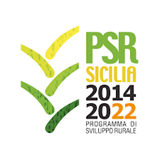 PSR
SICILIA
2014
2022
PROGRAMMA DI
SVILUPPO RURALE